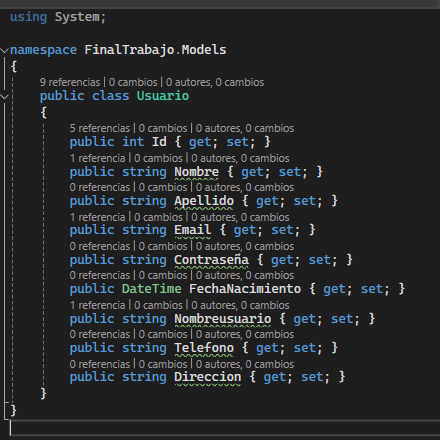 using System;
namespace FinalTrabajo.Models
{
9 referencias | 0 cambios | 0 autores, 0 cambios
public class Usuario
{
5 referencias | 0 cambios | 0 autores, 0 cambios
public int Id { get; set; }
1 referencia | 0 cambios | 0 autores, 0 cambios
public string Nombre { get; set; }
0 referencias | 0 cambios | 0 autores, 0 cambios
public string Apellido { get; set; }
1 referencia | 0 cambios | 0 autores, 0 cambios
public string Email { get; set; }
0 referencias | 0 cambios | 0 autores, 0 cambios
public string Contraseña { get; set; }
0 referencias | 0 cambios | 0 autores, 0 cambios
public DateTime FechaNacimiento { get; set; }
1 referencia | 0 cambios | 0 autores, 0 cambios
public string Nombreusuario { get; set; }
0 referencias | 0 cambios | 0 autores, 0 cambios
public string Telefono { get; set; }
0 referencias | 0 cambios | 0 autores, 0 cambios
public string Direccion { get; set; }
}
}